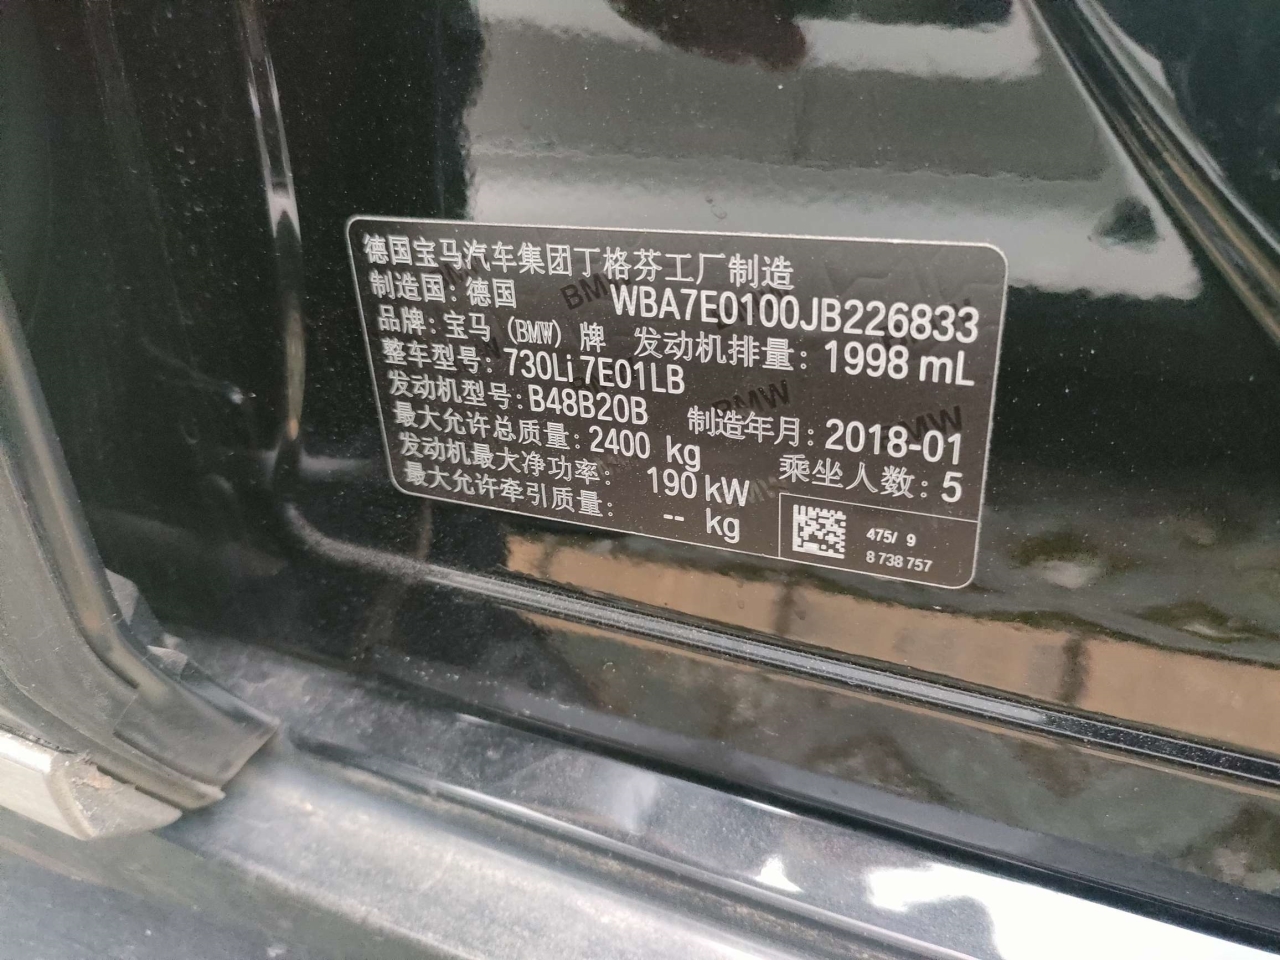 德国宝马汽车集团丁格芬工厂制造
制造国: 德国 WBA7E0100JB226833
品牌: 宝马 (BMW) 牌 发动机排量: 1998 mL
整车型号: 730Li 7E01LB
发动机型号: B48B20B 制造年月: 2018-01
最大允许总质量: 2400 kg 乘坐人数: 5
发动机最大净功率: 190 kW
最大允许牵引质量: -- kg
475/ 9
8 738 757